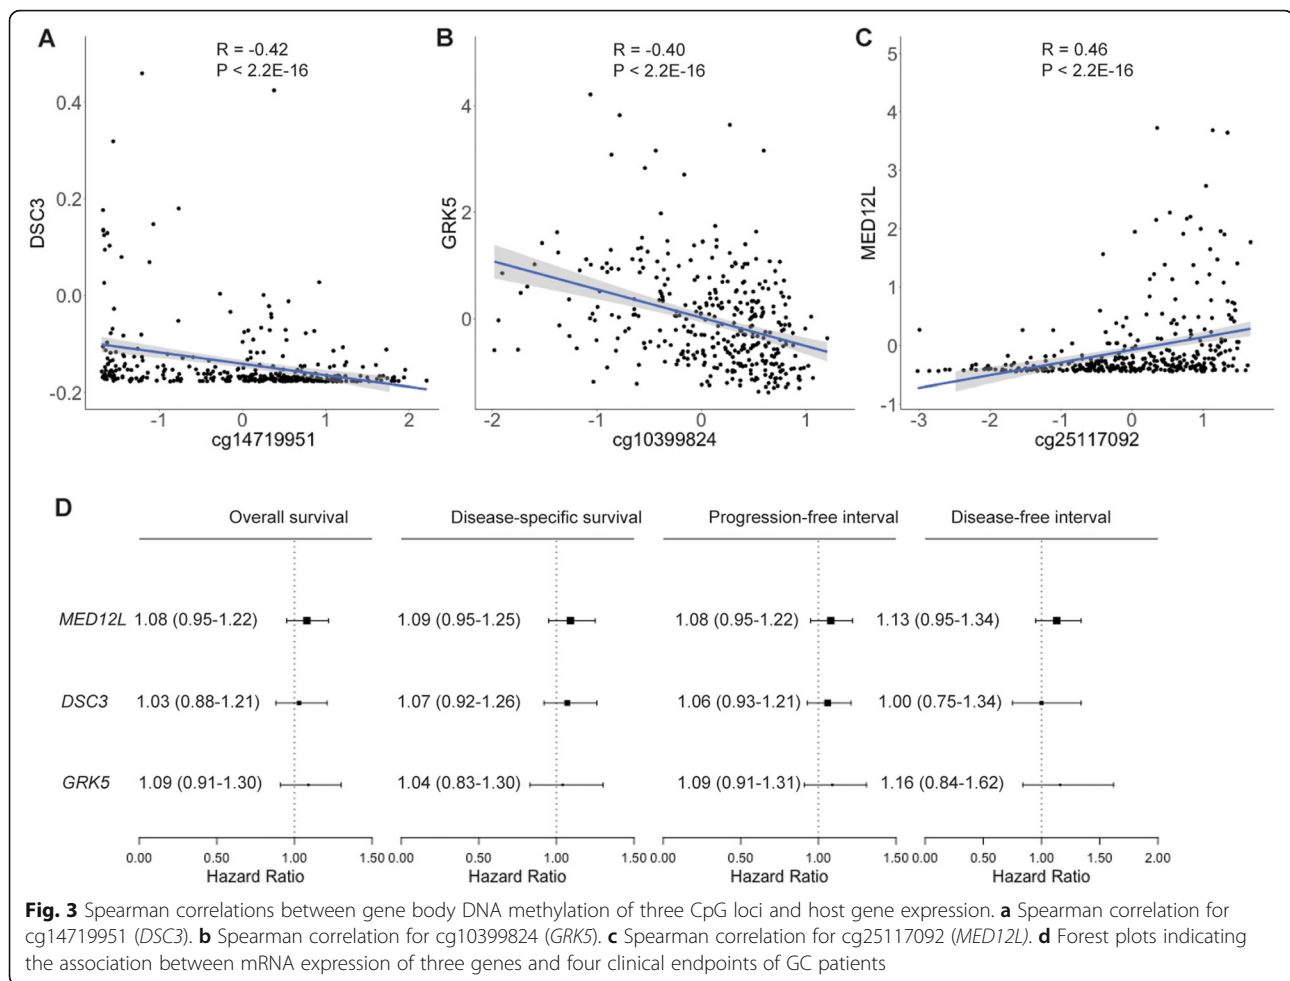 A
R = -0.42
P < 2.2E-16
0.4
0.2
0.0
-0.2
DSC3
-1 0 1 2
cg14719951
B
R = -0.40
P < 2.2E-16
4
2
0
GRK5
-2 -1 0 1
cg10399824
C
R = 0.46
P < 2.2E-16
5
4
3
2
1
0
-1
MED12L
-3 -2 -1 0 1
cg25117092
D
Overall survival Disease-specific survival Progression-free interval Disease-free interval
MED12L 1.08 (0.95-1.22) 1.09 (0.95-1.25) 1.08 (0.95-1.22) 1.13 (0.95-1.34)
DSC3 1.03 (0.88-1.21) 1.07 (0.92-1.26) 1.06 (0.93-1.21) 1.00 (0.75-1.34)
GRK5 1.09 (0.91-1.30) 1.04 (0.83-1.30) 1.09 (0.91-1.31) 1.16 (0.84-1.62)
0.00 0.50 1.00 1.50 0.00 0.50 1.00 1.50 0.00 0.50 1.00 1.50 0.00 0.50 1.00 1.50 2.00
Hazard Ratio Hazard Ratio Hazard Ratio Hazard Ratio
Fig. 3 Spearman correlations between gene body DNA methylation of three CpG loci and host gene expression. a Spearman correlation for
cg14719951 (DSC3). b Spearman correlation for cg10399824 (GRK5). c Spearman correlation for cg25117092 (MED12L). d Forest plots indicating
the association between mRNA expression of three genes and four clinical endpoints of GC patients